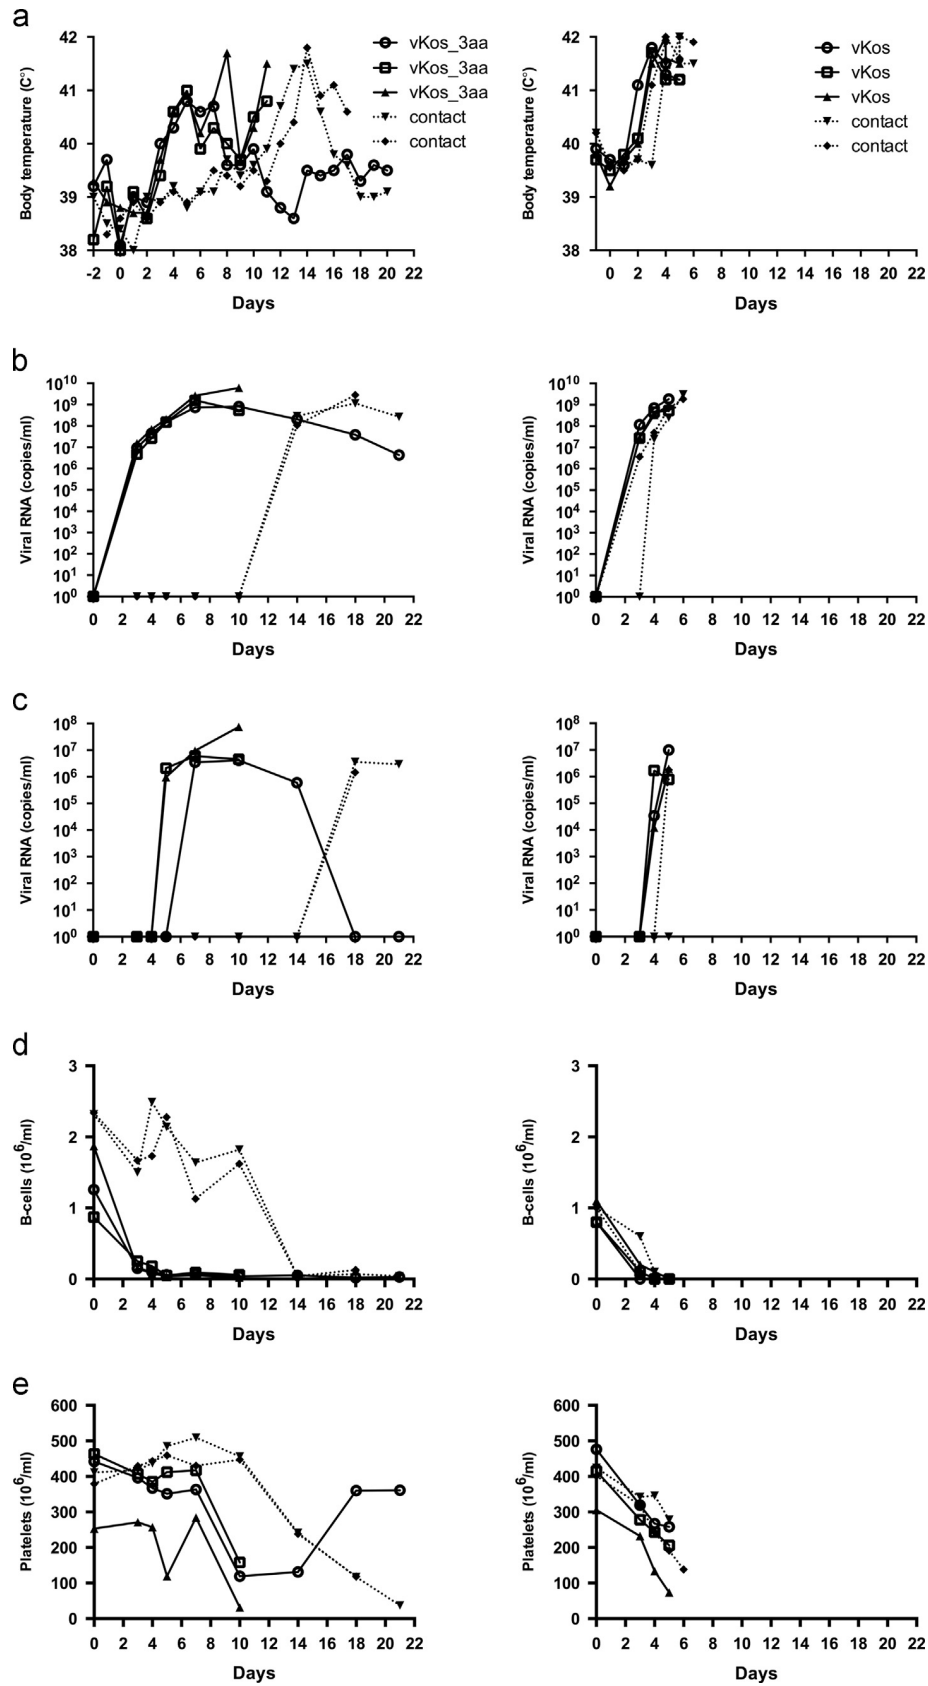 a
42
41
40
39
38
Body temperature (C°)
-2 0 2 4 6 8 10 12 14 16 18 20 22
Days
vKos_3aa
vKos_3aa
vKos_3aa
contact
contact
42
41
40
39
38
Body temperature (C°)
0 2 4 6 8 10 12 14 16 18 20 22
Days
vKos
vKos
vKos
contact
contact
b
10^10
10^9
10^8
10^7
10^6
10^5
10^4
10^3
10^2
10^1
10^0
Viral RNA (copies/ml)
0 2 4 6 8 10 12 14 16 18 20 22
Days
10^10
10^9
10^8
10^7
10^6
10^5
10^4
10^3
10^2
10^1
10^0
Viral RNA (copies/ml)
0 2 4 6 8 10 12 14 16 18 20 22
Days
c
10^8
10^7
10^6
10^5
10^4
10^3
10^2
10^1
10^0
Viral RNA (copies/ml)
0 2 4 6 8 10 12 14 16 18 20 22
Days
10^8
10^7
10^6
10^5
10^4
10^3
10^2
10^1
10^0
Viral RNA (copies/ml)
0 2 4 6 8 10 12 14 16 18 20 22
Days
d
3
2
1
0
B-cells (10^6/ml)
0 2 4 6 8 10 12 14 16 18 20 22
Days
3
2
1
0
B-cells (10^6/ml)
0 2 4 6 8 10 12 14 16 18 20 22
Days
e
600
500
400
300
200
100
0
Platelets (10^6/ml)
0 2 4 6 8 10 12 14 16 18 20 22
Days
600
500
400
300
200
100
0
Platelets (10^6/ml)
0 2 4 6 8 10 12 14 16 18 20 22
Days